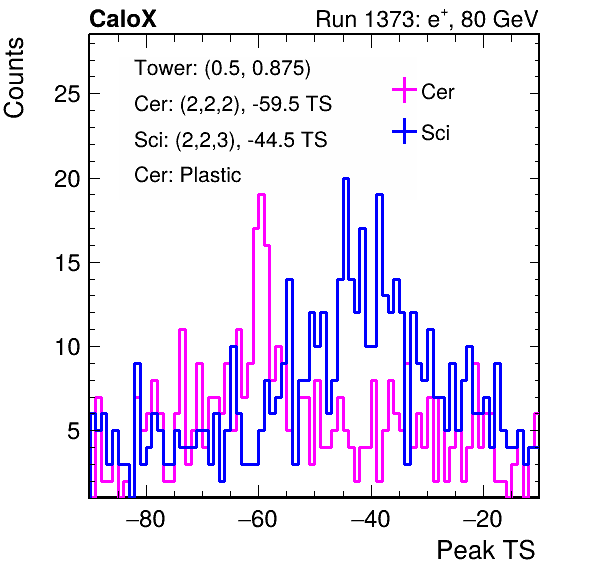 CaloX Run 1373: e⁺, 80 GeV
Counts
Tower: (0.5, 0.875)
Cer: (2,2,2), -59.5 TS
Sci: (2,2,3), -44.5 TS
Cer: Plastic
Cer
Sci
25
20
15
10
5
−80 −60 −40 −20
Peak TS